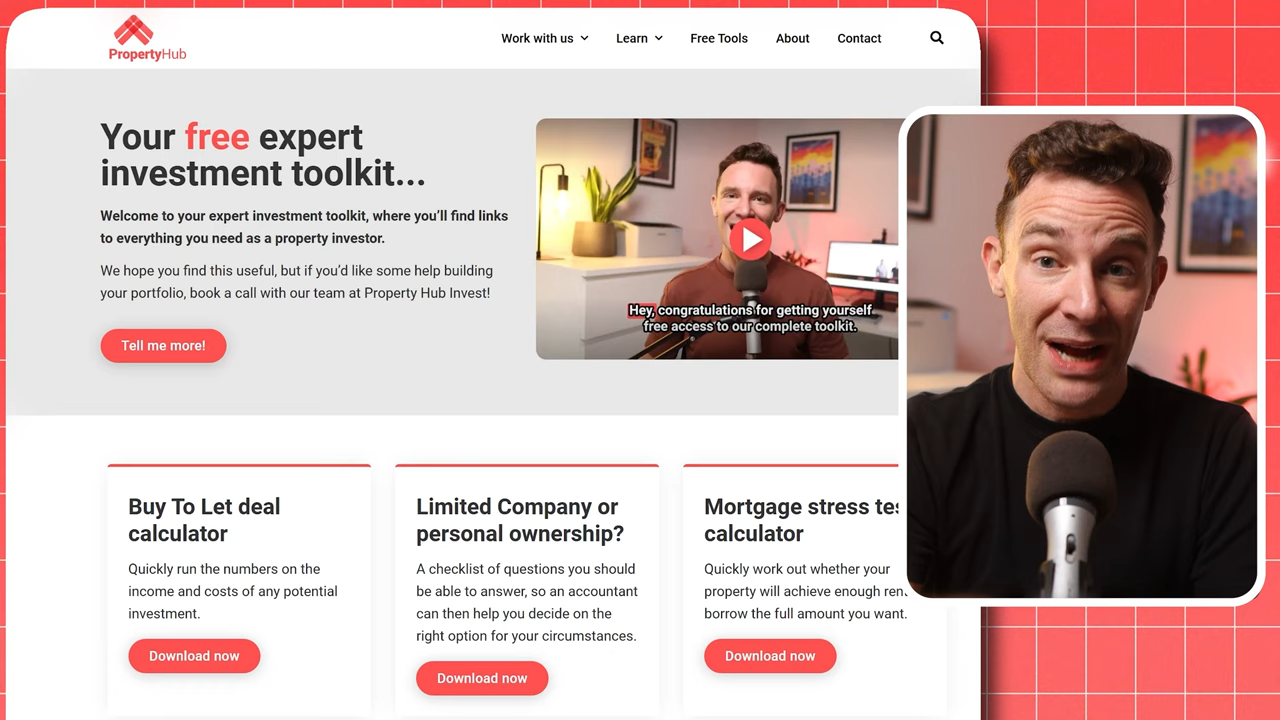 PropertyHub
Work with us
Learn
Free Tools
About
Contact
Your free expert
investment toolkit...
Welcome to your expert investment toolkit, where you'll find links
to everything you need as a property investor.
We hope you find this useful, but if you'd like some help building
your portfolio, book a call with our team at Property Hub Invest!
Tell me more!
Hey, congratulations for getting yourself
free access to our complete toolkit.
Buy To Let deal
calculator
Quickly run the numbers on the
income and costs of any potential
investment.
Download now
Limited Company or
personal ownership?
A checklist of questions you should
be able to answer, so an accountant
can then help you decide on the
right option for your circumstances.
Download now
Mortgage stress tes
calculator
Quickly work out whether your
property will achieve enough ren
borrow the full amount you want.
Download now